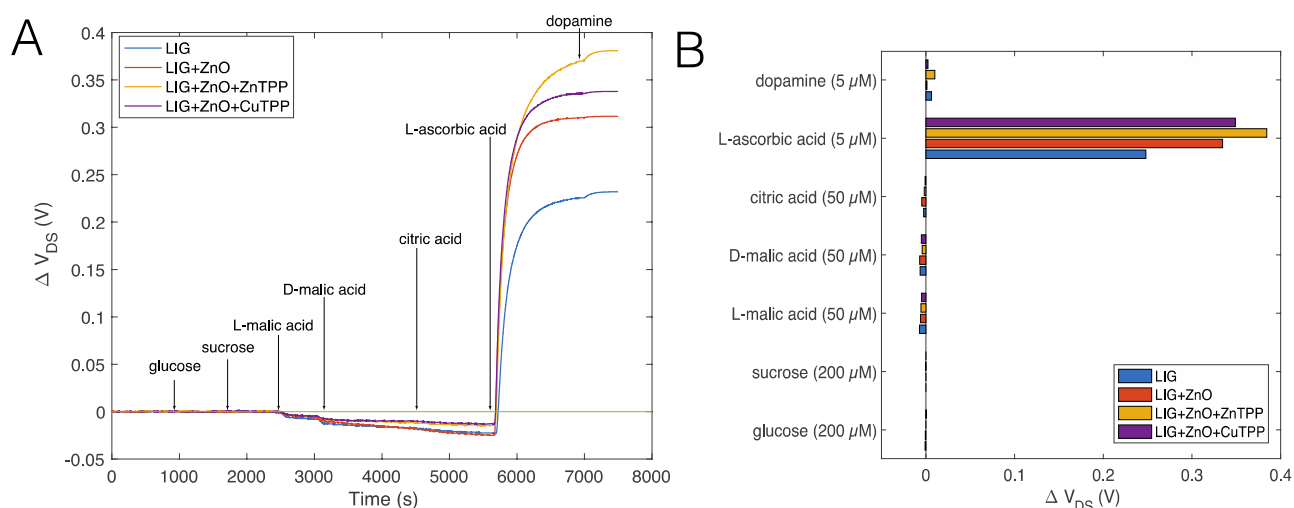 A
LIG
LIG+ZnO
LIG+ZnO+ZnTPP
LIG+ZnO+CuTPP
dopamine
L-ascorbic acid
citric acid
D-malic acid
L-malic acid
sucrose
glucose
0.4
0.35
0.3
0.25
0.2
0.15
0.1
0.05
0
-0.05
Δ V_DS (V)
0 1000 2000 3000 4000 5000 6000 7000 8000
Time (s)
B
dopamine (5 µM)
L-ascorbic acid (5 µM)
citric acid (50 µM)
D-malic acid (50 µM)
L-malic acid (50 µM)
sucrose (200 µM)
glucose (200 µM)
LIG
LIG+ZnO
LIG+ZnO+ZnTPP
LIG+ZnO+CuTPP
0 0.1 0.2 0.3 0.4
Δ V_DS (V)